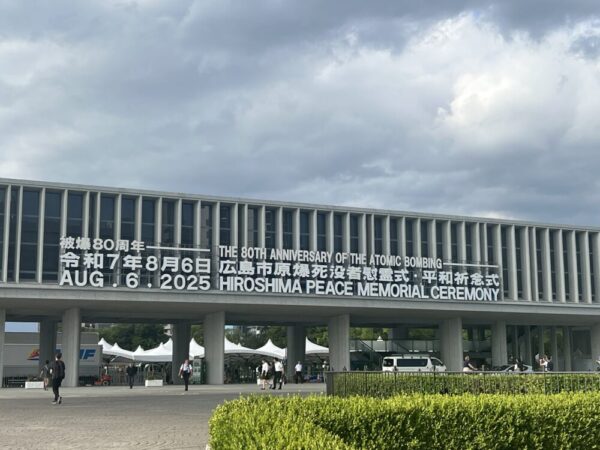 被爆80周年
令和7年8月6日
AUG. 6. 2025
THE 80TH ANNIVERSARY OF THE ATOMIC BOMBING
広島市原爆死没者慰霊式・平和祈念式
HIROSHIMA PEACE MEMORIAL CEREMONY